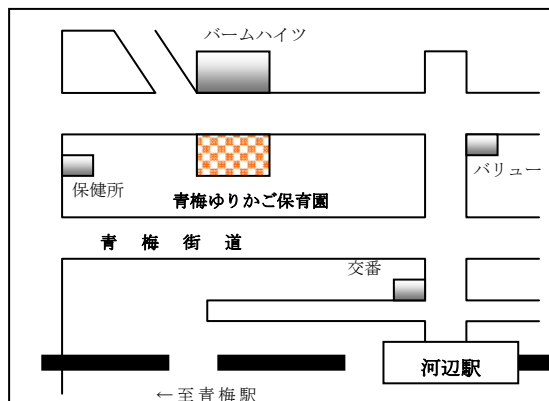 バームハイツ
保健所
バリュー
青梅ゆりかご保育園
青梅街道
交番
河辺駅
←至青梅駅